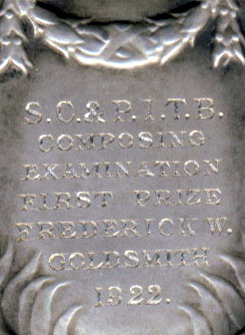 S.C.& P.I.T.B.
COMPOSING
EXAMINATION
FIRST PRIZE
FREDERICK W.
GOLDSMITH
1922.